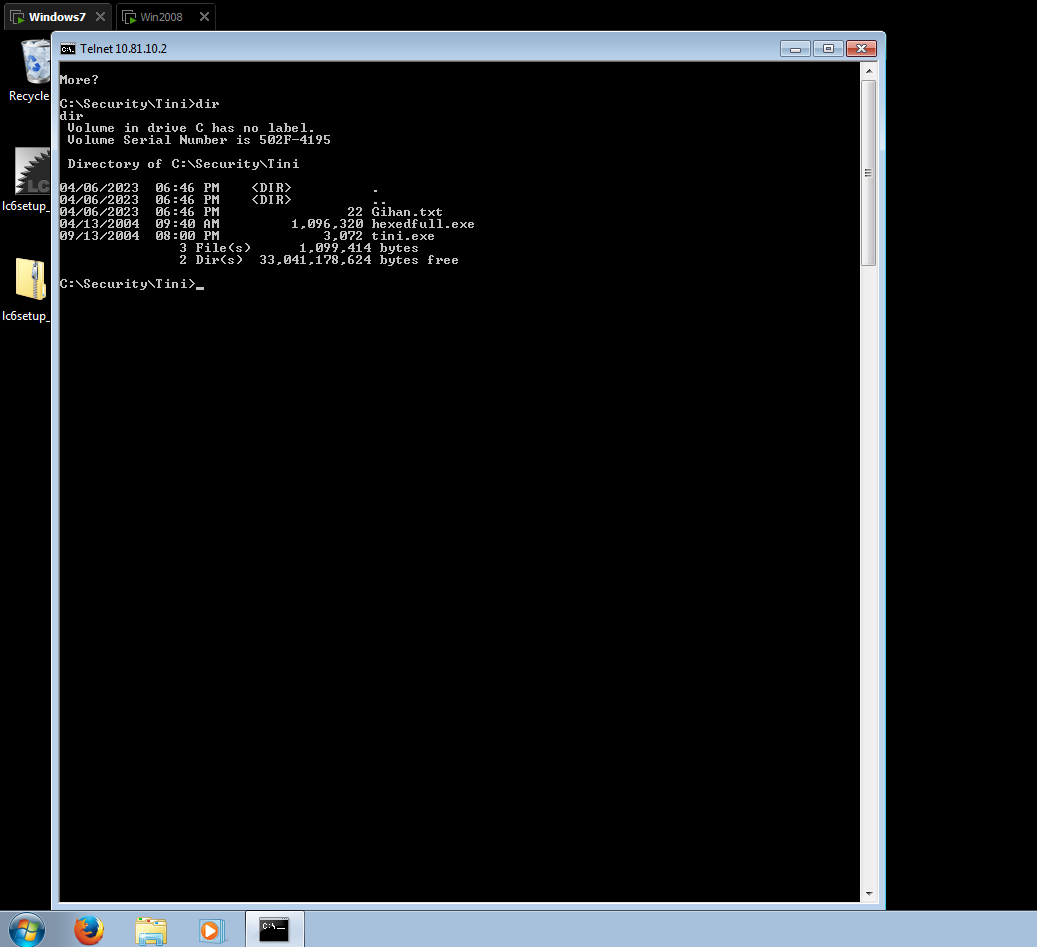 Windows7
Win2008
Telnet 10.81.10.2
Recycle
LC
lc6setup_
lc6setup_
More?
C:\Security\Tini>dir
dir
 Volume in drive C has no label.
 Volume Serial Number is 502F-4195
 Directory of C:\Security\Tini
04/06/2023  06:46 PM    <DIR>          .
04/06/2023  06:46 PM    <DIR>          ..
04/06/2023  06:46 PM                22 Gihan.txt
04/13/2004  09:40 AM         1,096,320 hexedfull.exe
09/13/2004  08:00 PM             3,072 tini.exe
               3 File(s)      1,099,414 bytes
               2 Dir(s)  33,041,178,624 bytes free
C:\Security\Tini>_